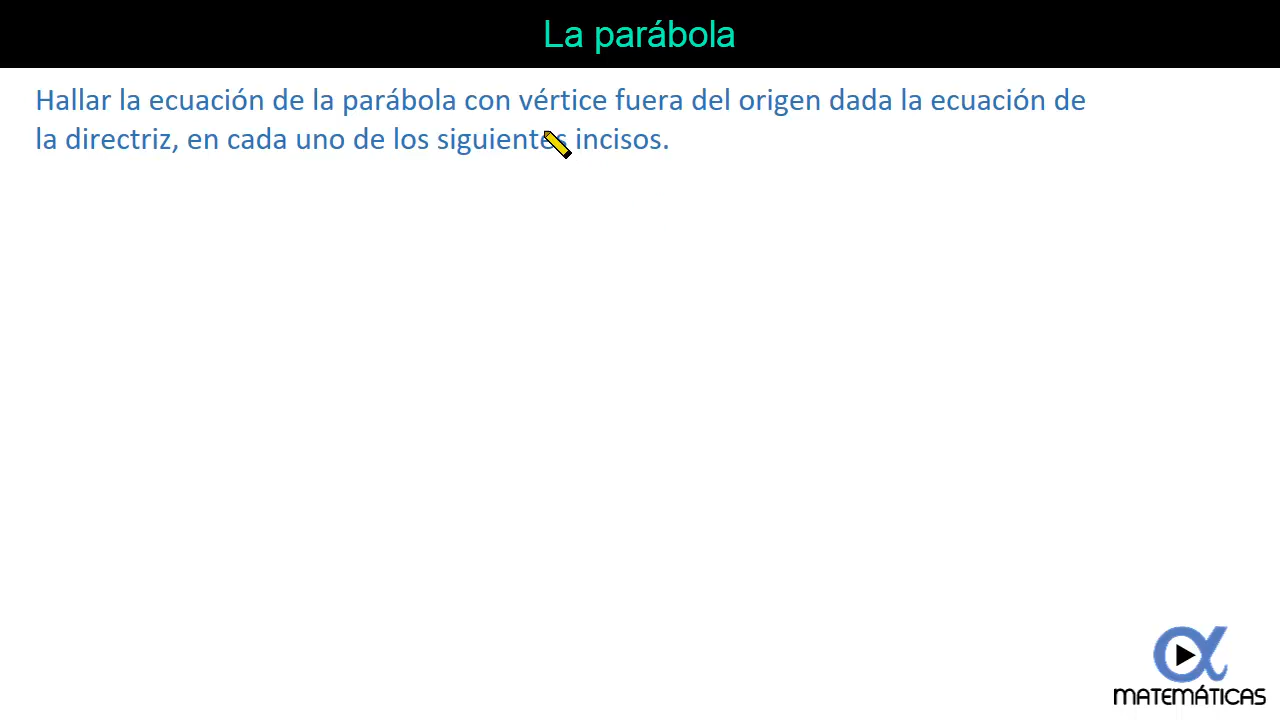 La parábola
Hallar la ecuación de la parábola con vértice fuera del origen dada la ecuación de
la directriz, en cada uno de los siguientes incisos.
MATEMÁTICAS